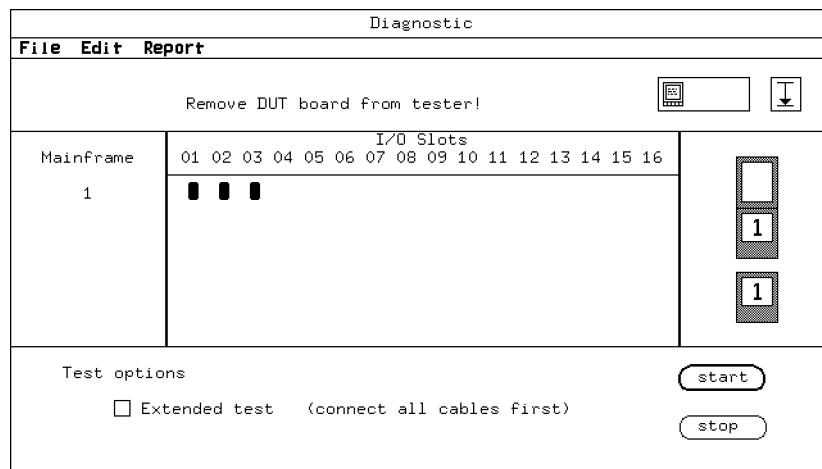 Diagnostic
File Edit Report
Remove DUT board from tester!
I/O Slots
Mainframe 01 02 03 04 05 06 07 08 09 10 11 12 13 14 15 16
1
1
1
Test options
start
Extended test (connect all cables first)
stop